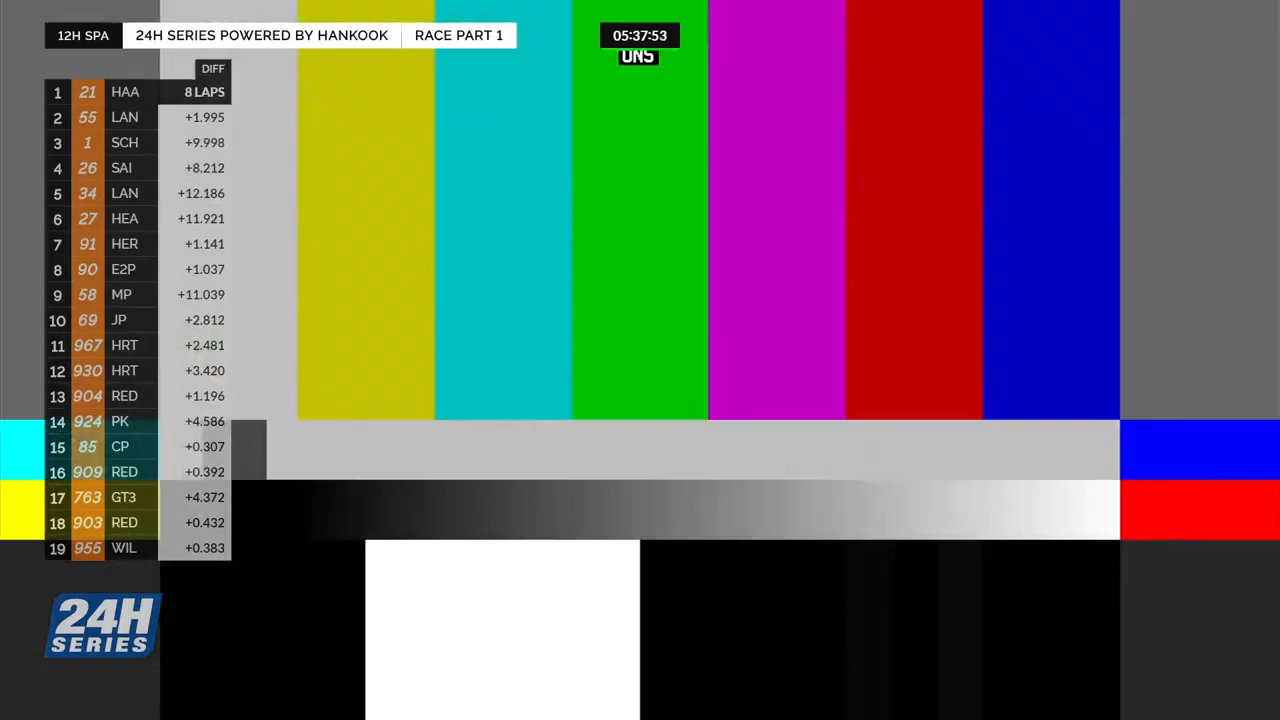 12H SPA 24H SERIES POWERED BY HANKOOK RACE PART 1 05:37:53
ONS
DIFF
1 21 HAA 8 LAPS
2 55 LAN +1.995
3 1 SCH +9.998
4 26 SAI +8.212
5 34 LAN +12.186
6 27 HEA +11.921
7 91 HER +1.141
8 90 E2P +1.037
9 58 MP +11.039
10 69 JP +2.812
11 967 HRT +2.481
12 930 HRT +3.420
13 904 RED +1.196
14 924 PK +4.586
15 85 CP +0.307
16 909 RED +0.392
17 763 GT3 +4.372
18 903 RED +0.432
19 955 WIL +0.383
24H
SERIES